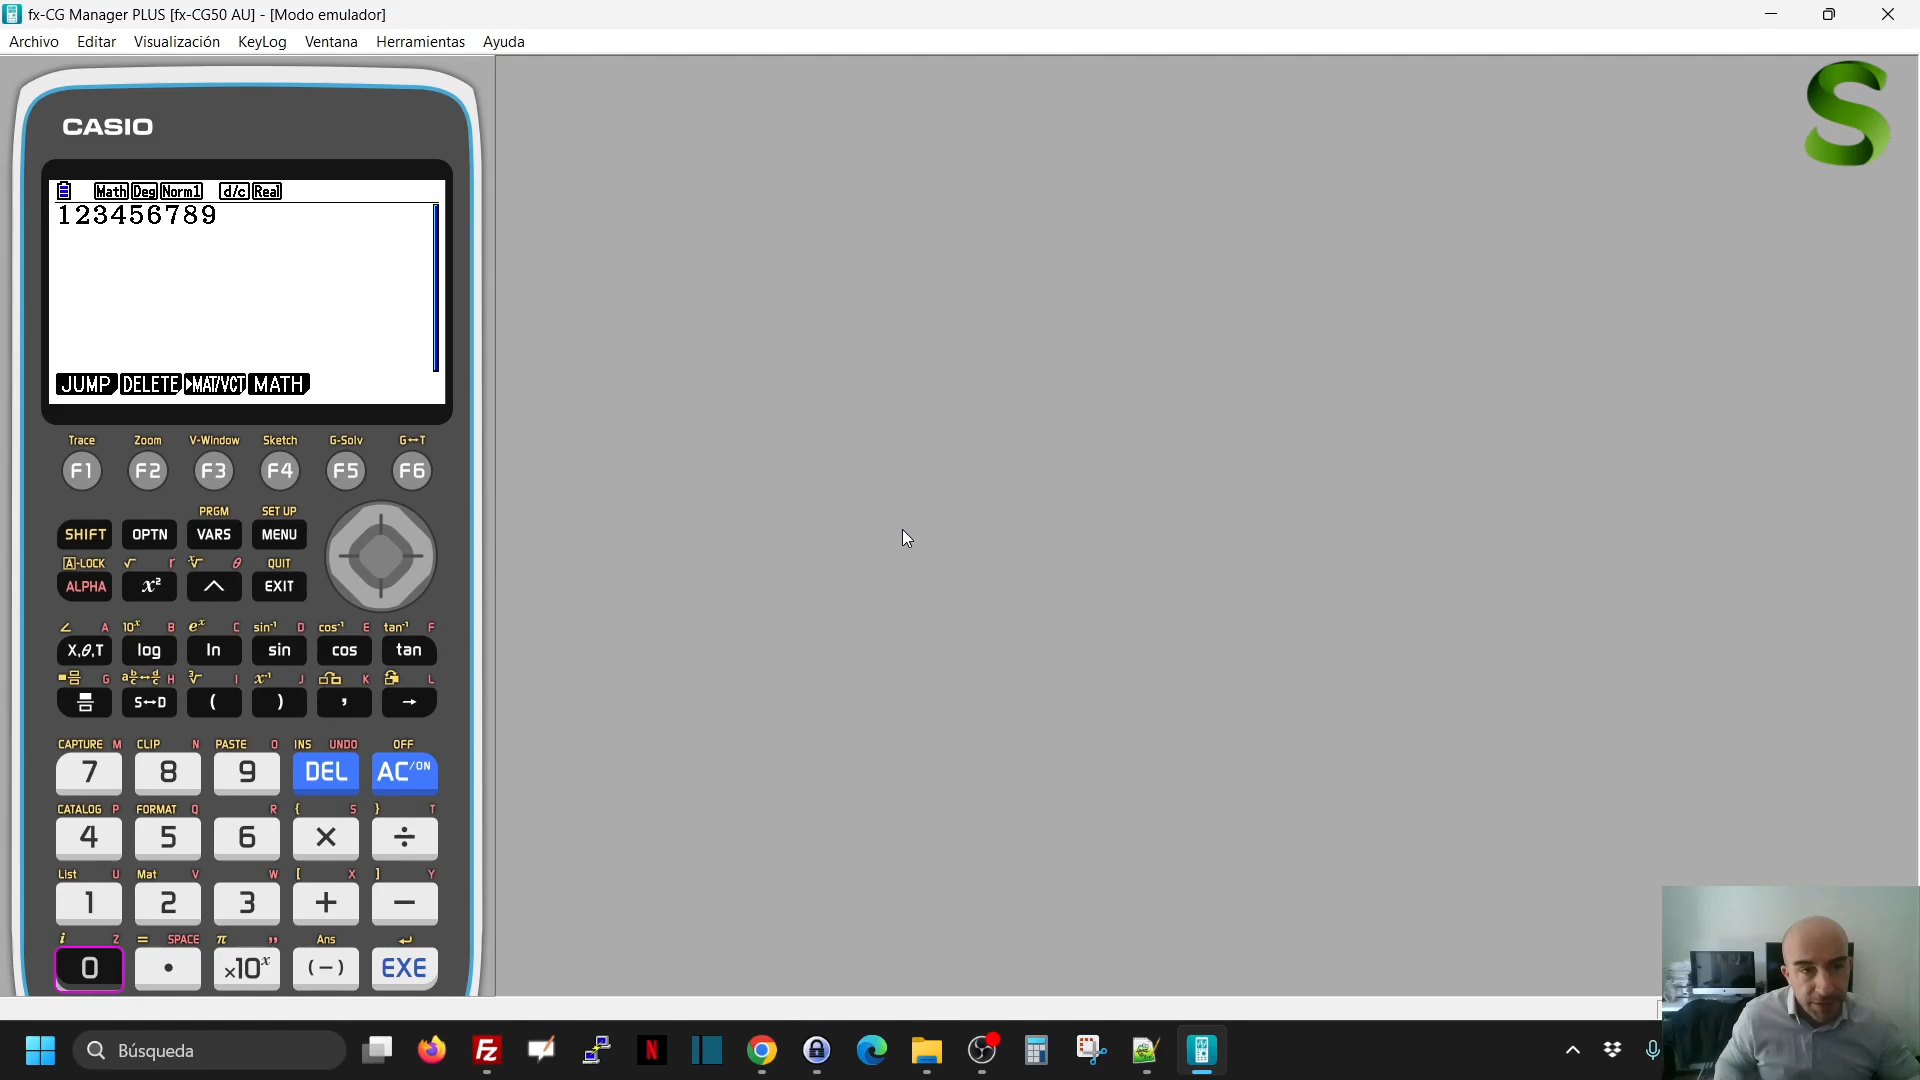 fx-CG Manager PLUS [fx-CG50 AU] - [Modo emulador]
Archivo Editar Visualización KeyLog Ventana Herramientas Ayuda
S
CASIO
Math Deg Norm1 d/c Real
123456789
JUMP DELETE ►MAT/VCT MATH
Trace Zoom V-Window Sketch G-Solv G↔T
F1 F2 F3 F4 F5 F6
PRGM SET UP
SHIFT OPTN VARS MENU
A-LOCK √ r ˣ√ θ QUIT
ALPHA x² ^ EXIT
∠ A 10ˣ B eˣ C sin⁻¹ D cos⁻¹ E tan⁻¹ F
X,θ,T log ln sin cos tan
G a b/c↔d/c H ³√ I x⁻¹ J K L
S↔D ( ) , →
CAPTURE M CLIP N PASTE O INS UNDO OFF
7 8 9 DEL AC/ON
CATALOG P FORMAT Q R { S } T
4 5 6 × ÷
List U Mat V W [ X ] Y
1 2 3 + −
i Z = SPACE π " Ans ↵
0 • ×10ˣ (−) EXE
Búsqueda
Fz N